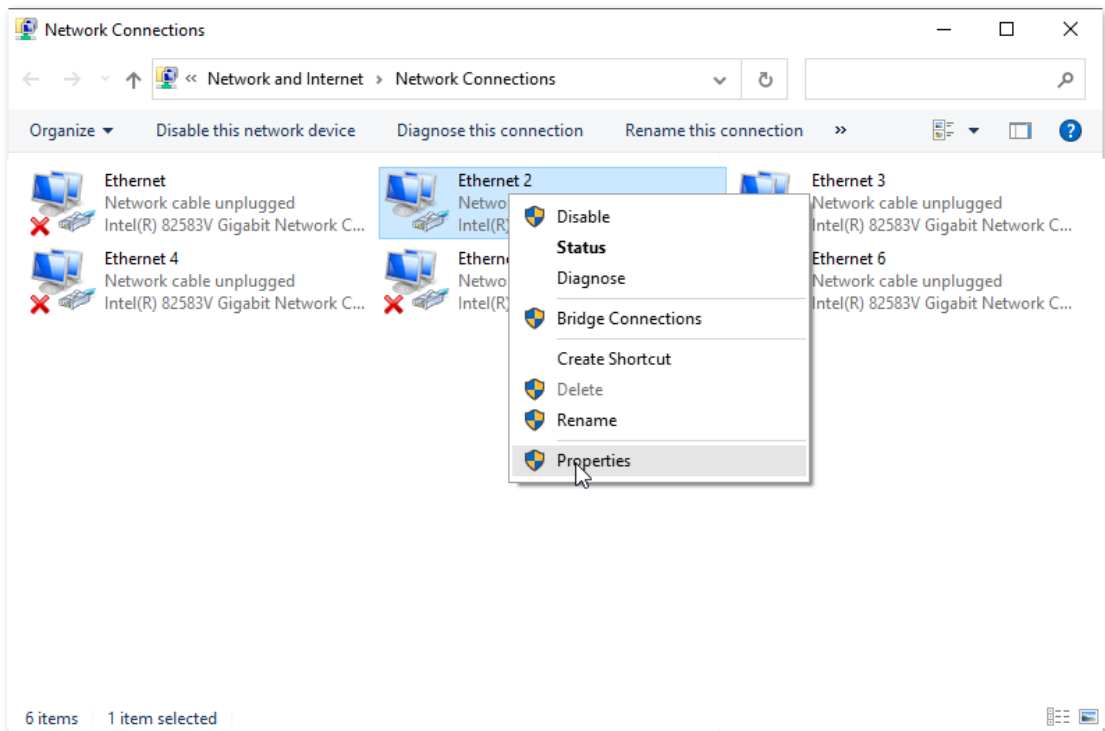 Network Connections
« Network and Internet > Network Connections
Organize Disable this network device Diagnose this connection Rename this connection »
Ethernet
Network cable unplugged
Intel(R) 82583V Gigabit Network C...
Ethernet 2
Intel(R)
Ethernet 3
Network cable unplugged
Intel(R) 82583V Gigabit Network C...
Ethernet 4
Network cable unplugged
Intel(R) 82583V Gigabit Network C...
Intel(R)
Ethernet 6
Network cable unplugged
Intel(R) 82583V Gigabit Network C...
Disable
Status
Diagnose
Bridge Connections
Create Shortcut
Delete
Rename
Properties
6 items 1 item selected